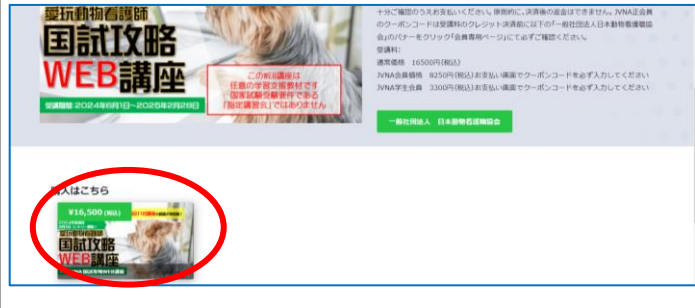 愛玩動物看護師
国試攻略
WEB講座
受講期間:2024年6月1日~2025年2月28日
このWEB講座は
任意の学習支援教材です
国家試験受験要件である
「指定講習会」ではありません
十分ご確認のうえお支払いください。原則的に、決済後の返金はできません。JVNA正会員
のクーポンコードは受講料のクレジット決済前に以下の「一般社団法人日本動物看護職協
会」のバナーをクリック「会員専用ページ」にて必ずご確認ください。
受講料:
通常価格 16500円(税込)
JVNA会員価格 8250円(税込)お支払い画面でクーポンコードを必ず入力してください
JVNA学生会員 3300円(税込)お支払い画面でクーポンコードを必ず入力してください
一般社団法人 日本動物看護職協会
入はこちら
¥16,500(税込)
愛玩動物看護師
国試攻略
WEB講座